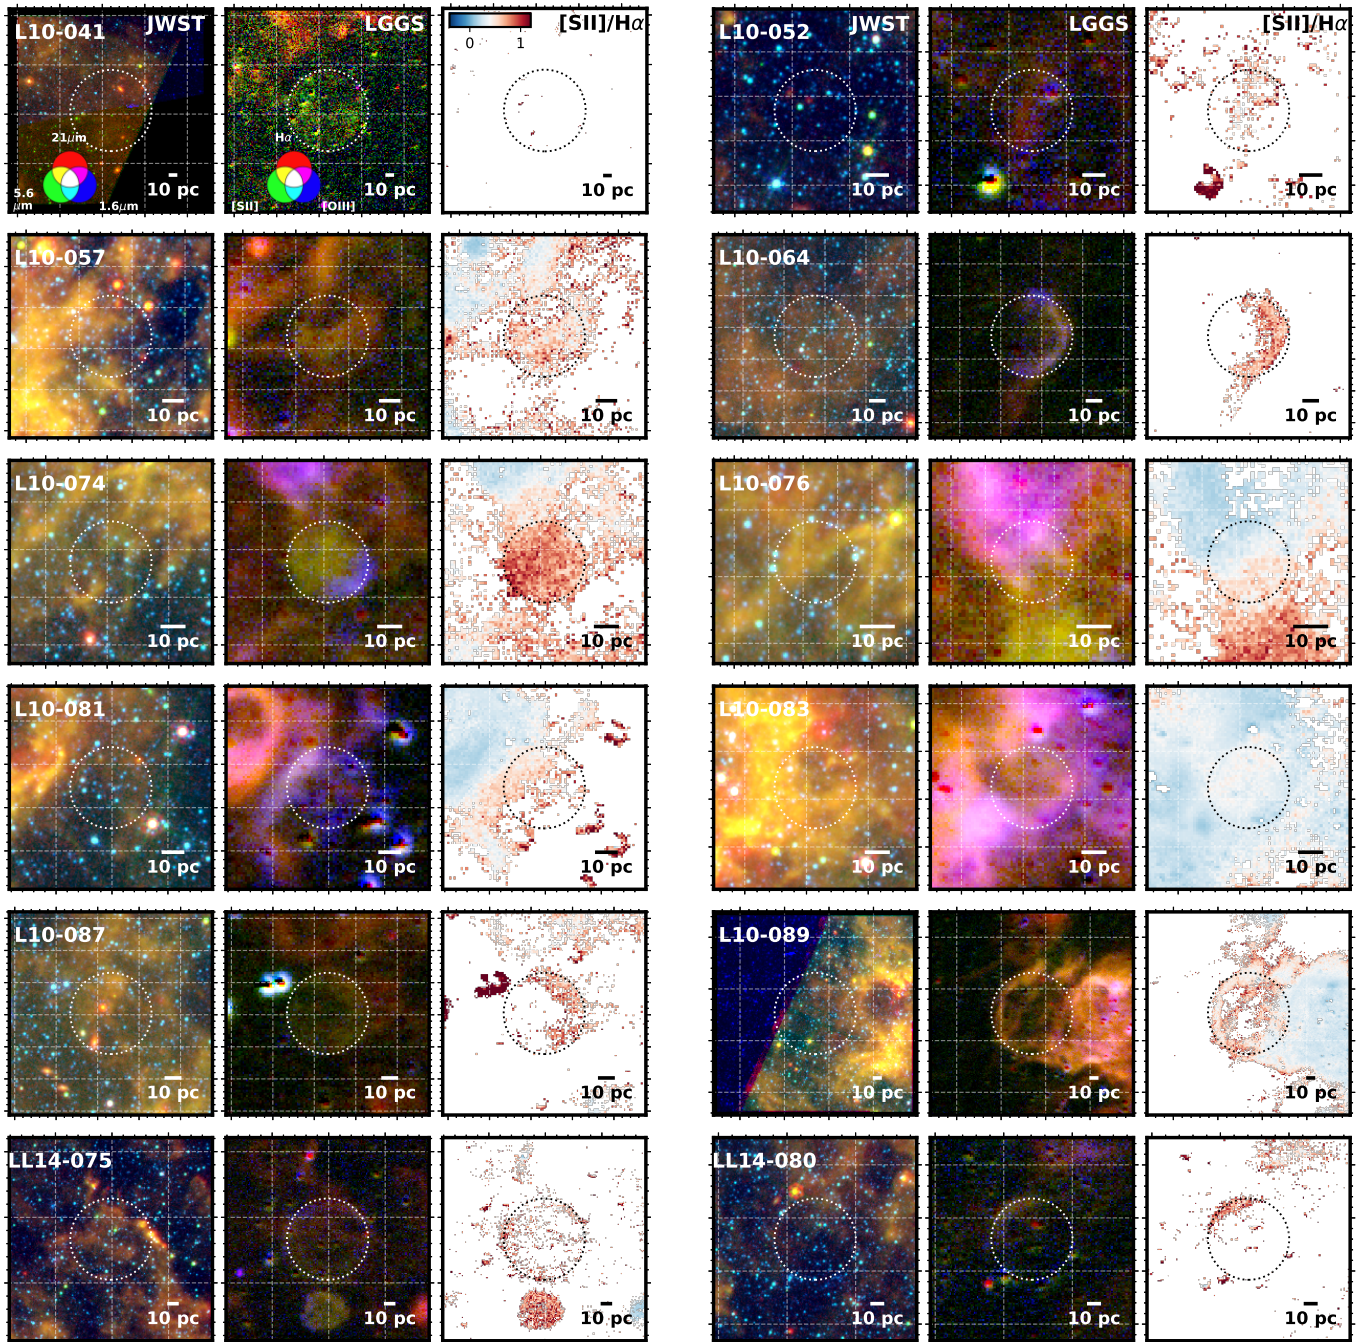 L10-041 JWST LGGS [SII]/Hα L10-052 JWST LGGS [SII]/Hα
0 1
21μm Hα
5.6 μm 1.6μm 10 pc [SII] [OIII] 10 pc 10 pc 10 pc 10 pc 10 pc
L10-057 L10-064
10 pc 10 pc 10 pc 10 pc 10 pc 10 pc
L10-074 L10-076
10 pc 10 pc 10 pc 10 pc 10 pc 10 pc
L10-081 L10-083
10 pc 10 pc 10 pc 10 pc 10 pc 10 pc
L10-087 L10-089
10 pc 10 pc 10 pc 10 pc 10 pc 10 pc
LL14-075 LL14-080
10 pc 10 pc 10 pc 10 pc 10 pc 10 pc